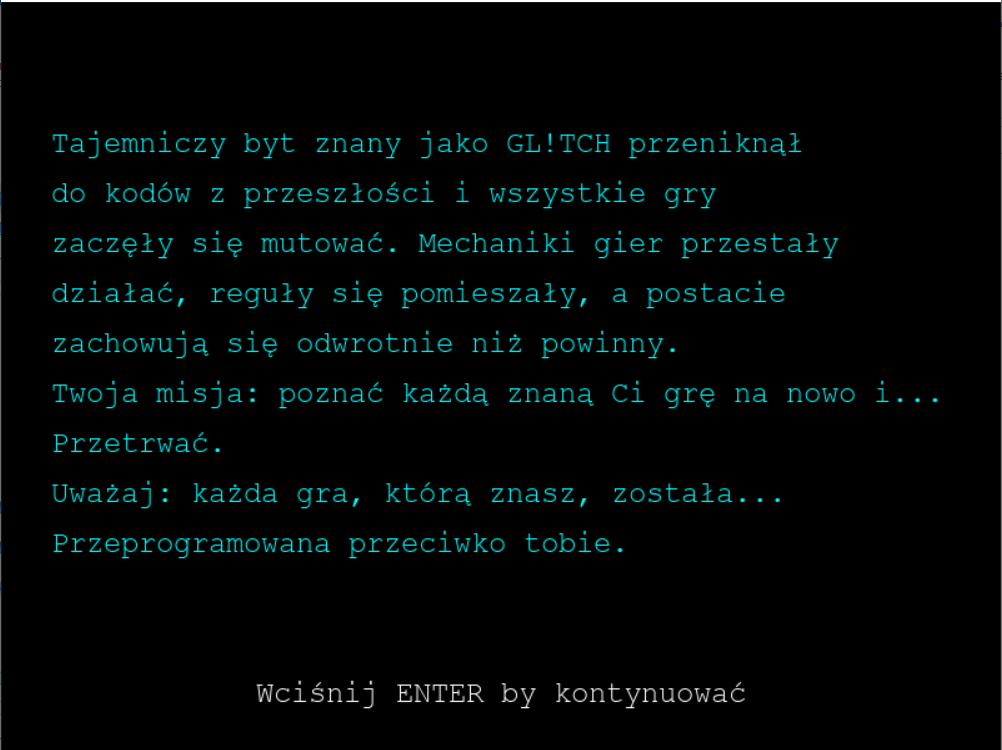 Tajemniczy byt znany jako GL!TCH przeniknął
do kodów z przeszłości i wszystkie gry
zaczęły się mutować. Mechaniki gier przestały
działać, reguły się pomieszały, a postacie
zachowują się odwrotnie niż powinny.
Twoja misja: poznać każdą znaną Ci grę na nowo i...
Przetrwać.
Uważaj: każda gra, którą znasz, została...
Przeprogramowana przeciwko tobie.
Wciśnij ENTER by kontynuować